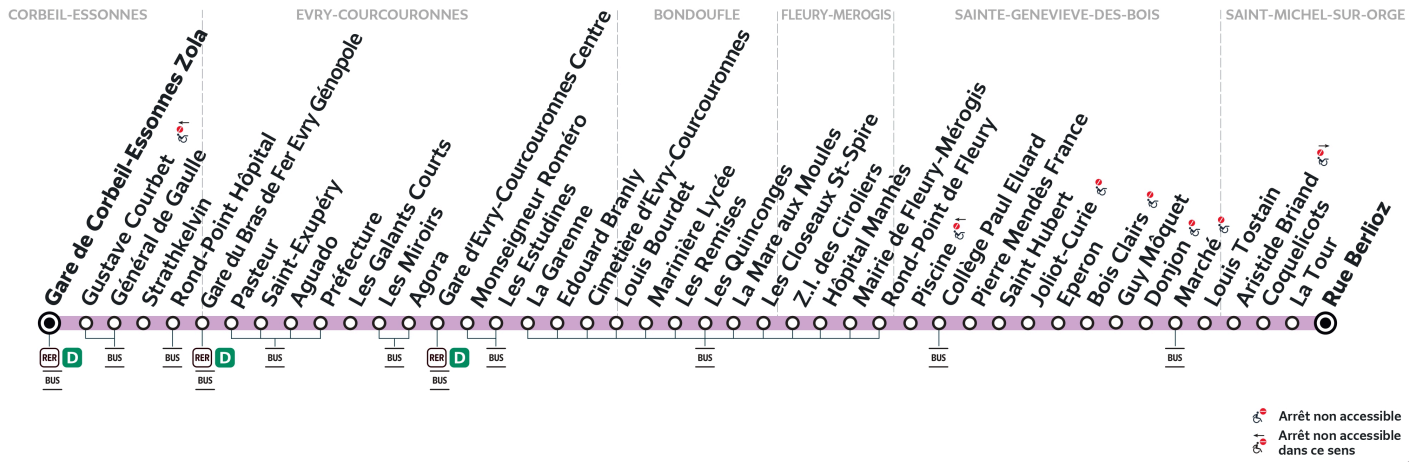 CORBEIL-ESSONNES
EVRY-COURCOURONNES
BONDOUFLE
FLEURY-MEROGIS
SAINTE-GENEVIEVE-DES-BOIS
SAINT-MICHEL-SUR-ORGE
Gare de Corbeil-Essonnes Zola
Gustave Courbet
Général de Gaulle
Strathkelvin
Rond-Point Hôpital
Gare du Bras de Fer Evry Génopole
Pasteur
Saint-Exupéry
Aguado
Préfecture
Les Galants Courts
Les Miroirs
Agora
Gare d'Evry-Courcouronnes Centre
Monseigneur Roméro
Les Estudines
La Garenne
Edouard Branly
Cimetière d'Evry-Courcouronnes
Louis Bourdet
Marinière Lycée
Les Remises
Les Quinconges
La Mare aux Moules
Les Closeaux St-Spire
Z.I. des Ciroliers
Hôpital Manhès
Mairie de Fleury-Mérogis
Rond-Point de Fleury
Piscine
Collège Paul Eluard
Pierre Mendès France
Saint Hubert
Joliot-Curie
Eperon
Bois Clairs
Guy Môquet
Donjon
Marché
Louis Tostain
Aristide Briand
Coquelicots
La Tour
Rue Berlioz
RER D
BUS
BUS
BUS
RER D
BUS
BUS
BUS
RER D
BUS
BUS
BUS
BUS
BUS
Arrêt non accessible
Arrêt non accessible
dans ce sens